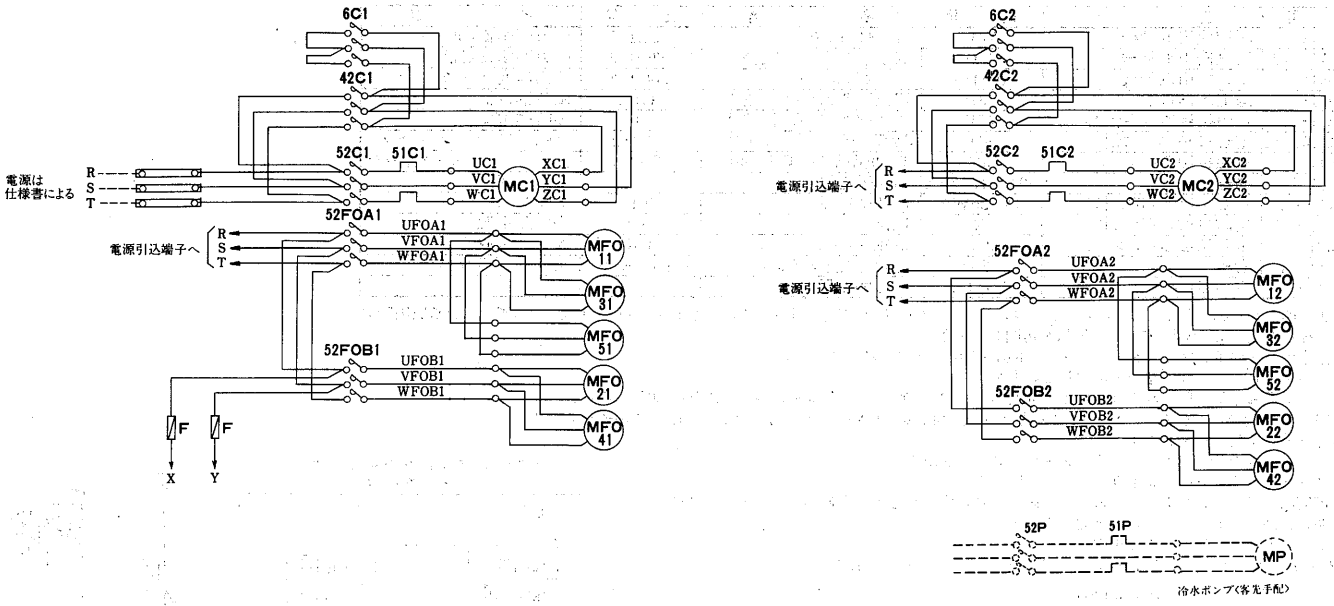 6C1
42C1
52C1 51C1
電源は
仕様書による
R
S
T
UC1
VC1
WC1
MC1
XC1
YC1
ZC1
52FOA1
電源引込端子へ
R
S
T
UFOA1
VFOA1
WFOA1
MFO
11
MFO
31
MFO
51
52FOB1
UFOB1
VFOB1
WFOB1
MFO
21
MFO
41
F F
X Y
6C2
42C2
52C2 51C2
電源引込端子へ
R
S
T
UC2
VC2
WC2
MC2
XC2
YC2
ZC2
52FOA2
電源引込端子へ
R
S
T
UFOA2
VFOA2
WFOA2
MFO
12
MFO
32
MFO
52
52FOB2
UFOB2
VFOB2
WFOB2
MFO
22
MFO
42
52P 51P
MP
冷水ポンプ(客先手配)